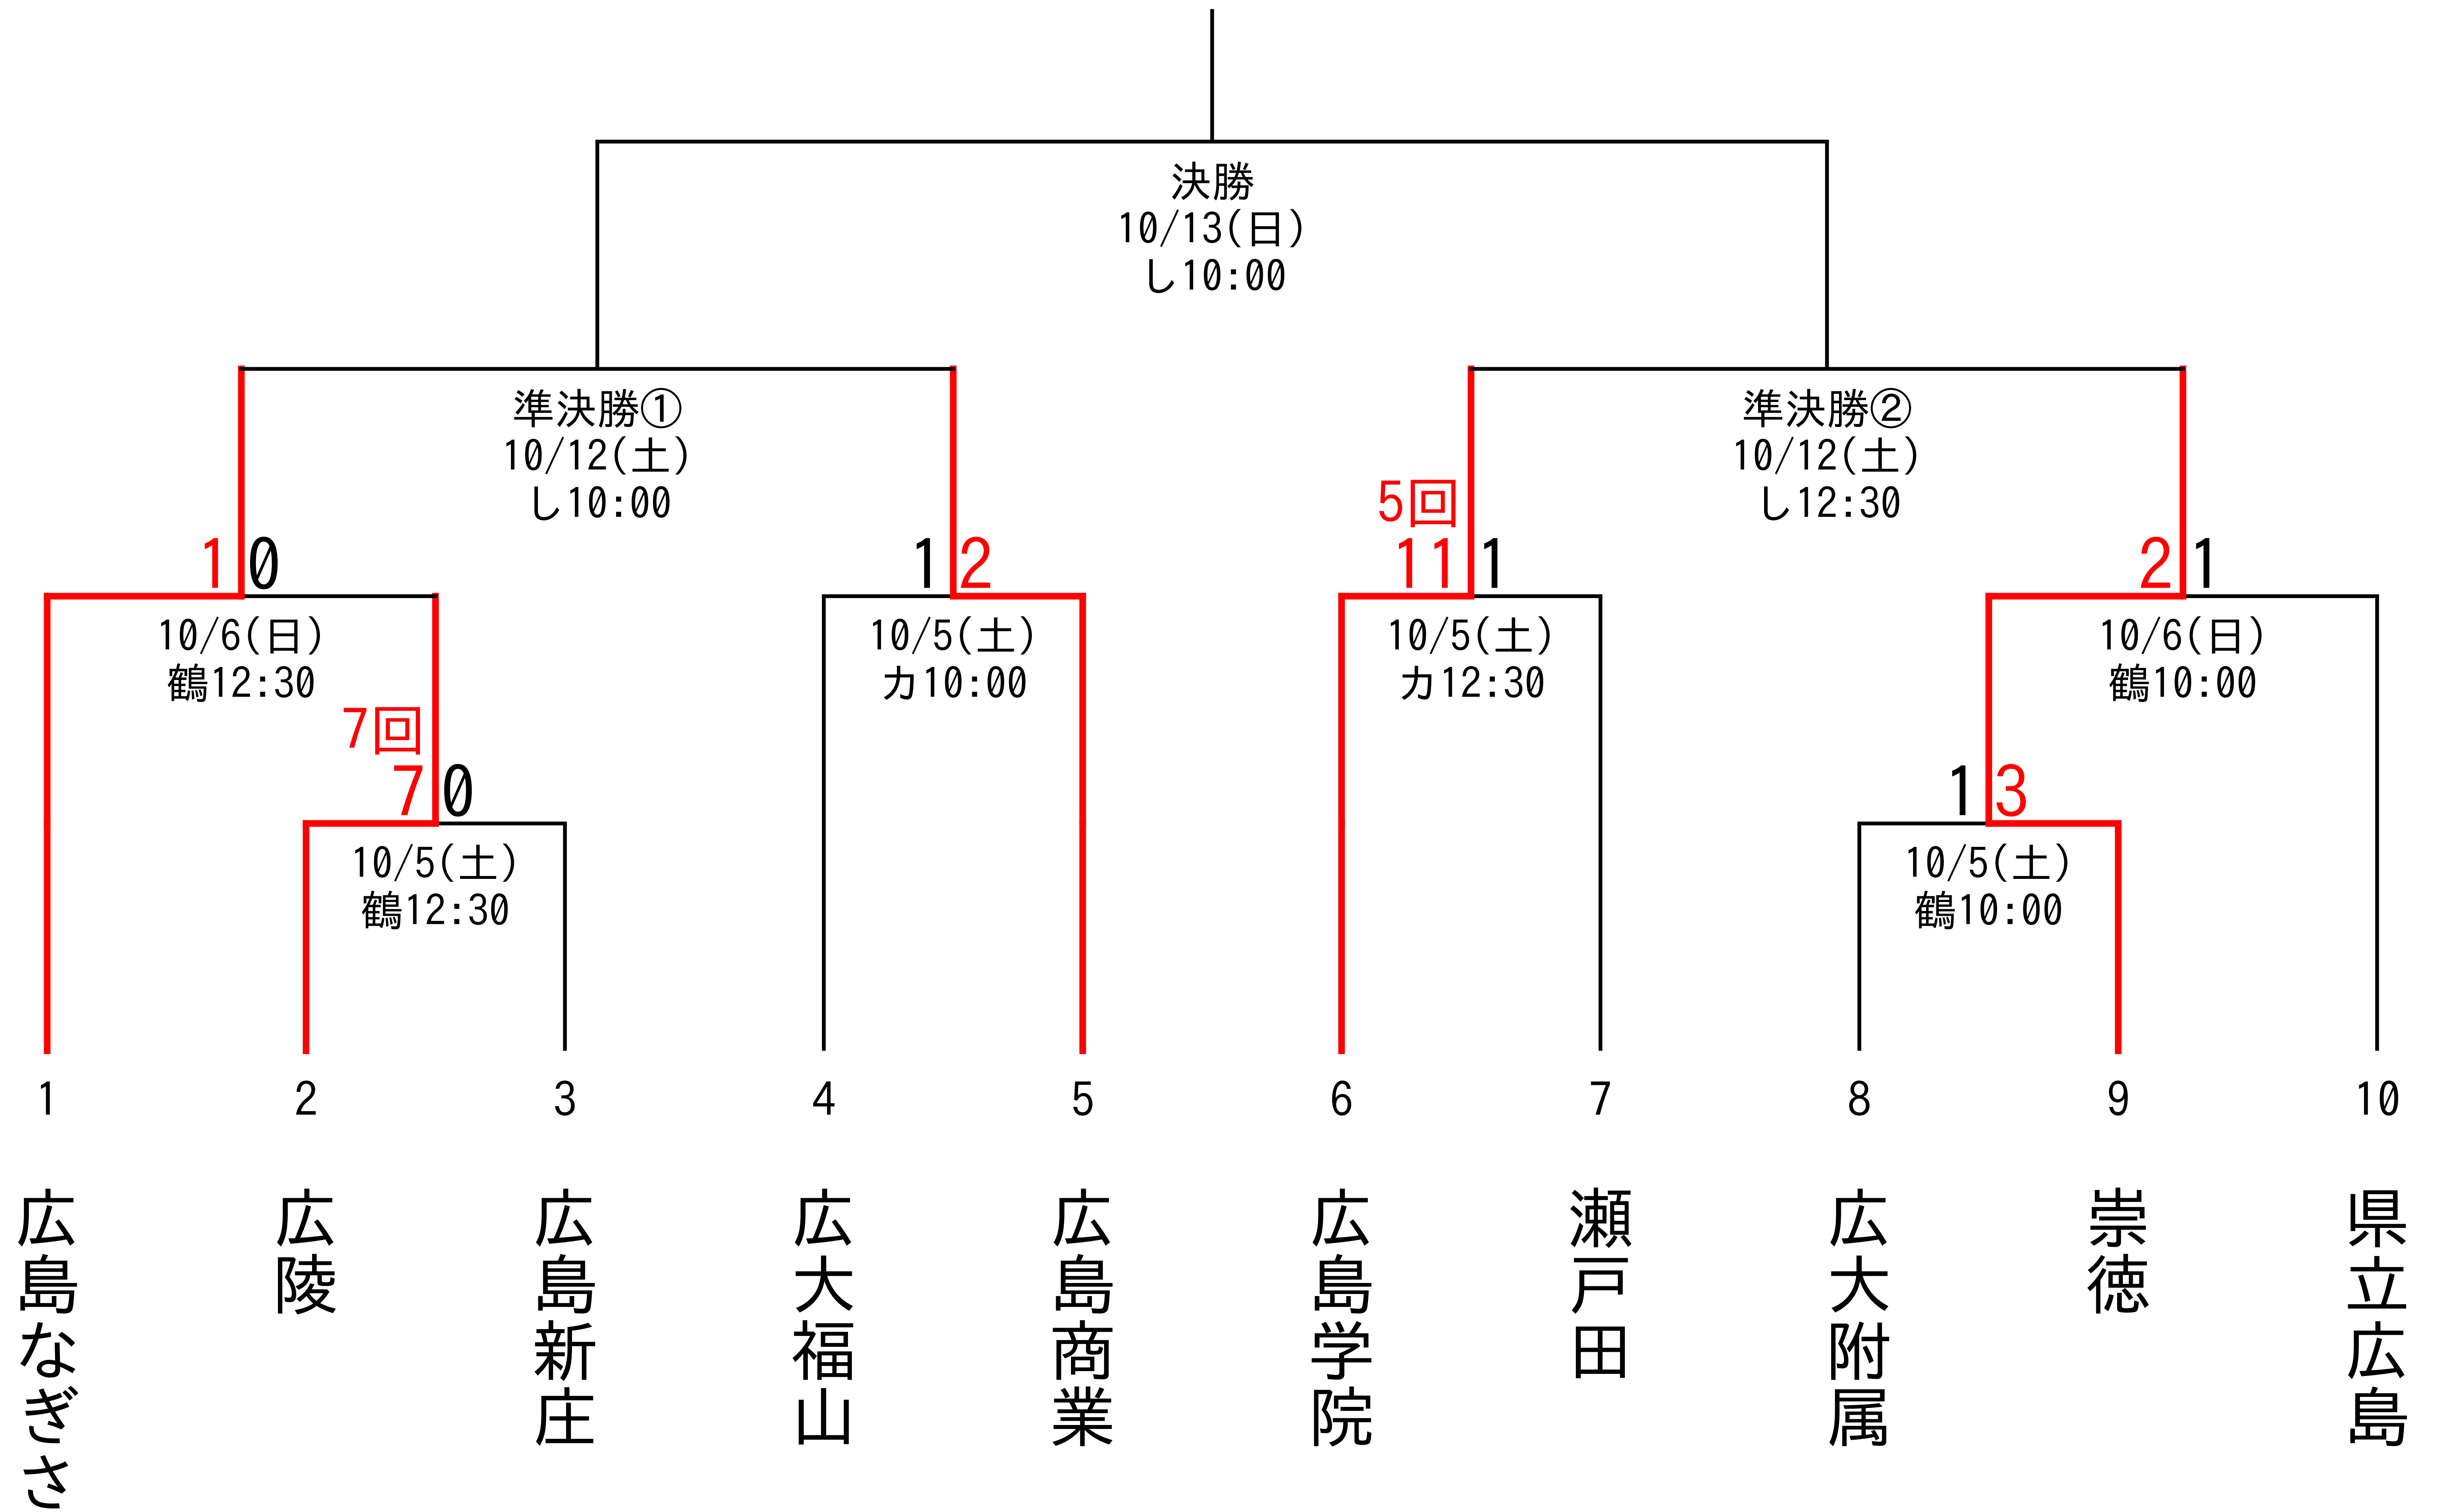 決勝
10/13(日)
し10:00
準決勝①
10/12(土)
し10:00
準決勝②
10/12(土)
し12:30
5回
1 0
1 2
11 1
2 1
10/6(日)
鶴12:30
10/5(土)
カ10:00
10/5(土)
カ12:30
10/6(日)
鶴10:00
7回
7 0
1 3
10/5(土)
鶴12:30
10/5(土)
鶴10:00
1 2 3 4 5 6 7 8 9 10
広島なぎさ
広陵
広島新庄
広大福山
広島商業
広島学院
瀬戸田
広大附属
崇徳
県立広島